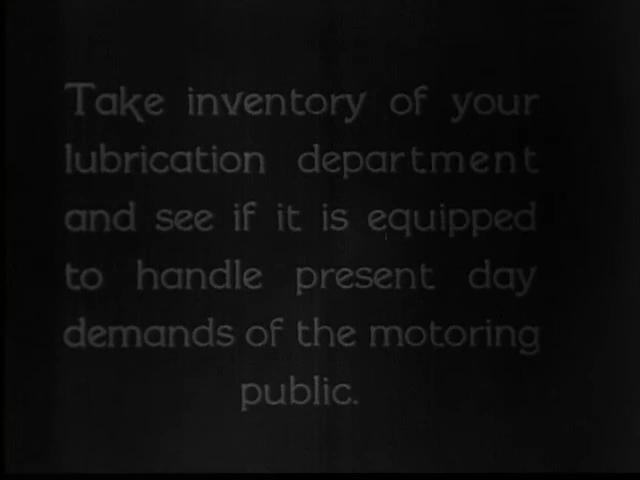 Take inventory of your
lubrication department
and see if it is equipped
to handle present day
demands of the motoring
public.